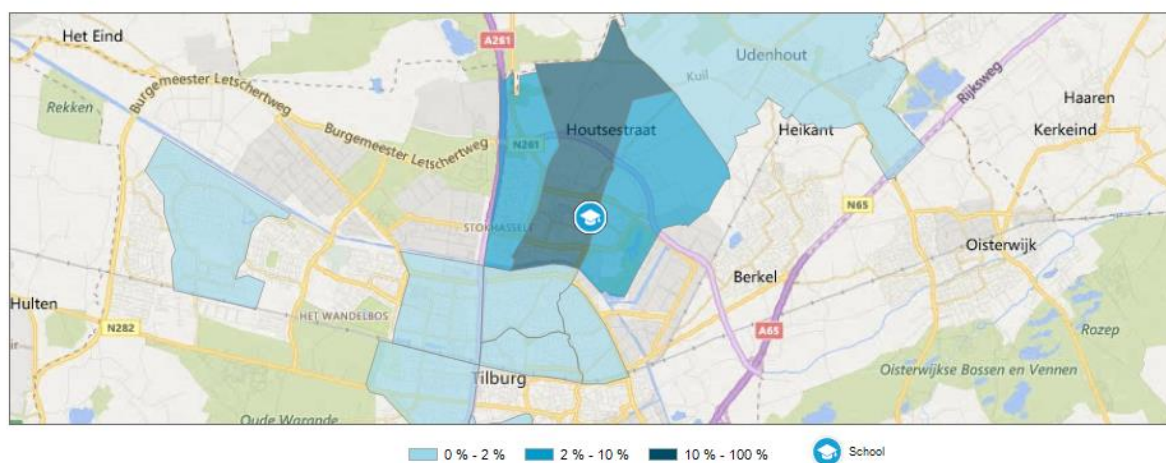 Het Eind
A261
Udenhout
Kuil
Rijksweg
Rekken
Burgemeester Letschertweg
Haaren
Houtsestraat
Heikant
Kerkeind
Burgemeester Letschertweg
N261
N65
STOKHASSELT
Oisterwijk
Berkel
Hulten
HET WANDELBOS
N282
A65
Rozep
Tilburg
Oisterwijkse Bossen en Vennen
Oude Warande
0 % - 2 % 2 % - 10 % 10 % - 100 % School